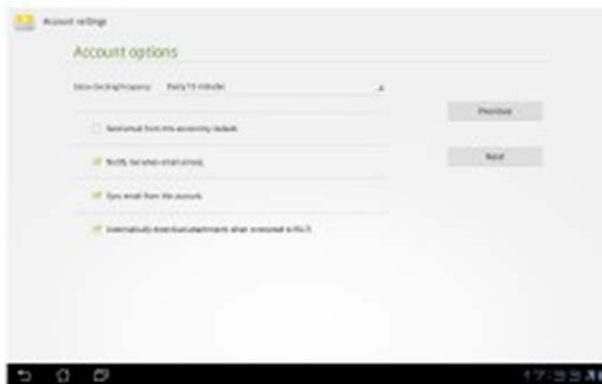 Account settings
Account options
Inbox checking frequency Every 15 minutes
Previous
Send email from this account by default.
Notify me when email arrives.
Next
Sync email from this account.
Automatically download attachments when connected to Wi-Fi